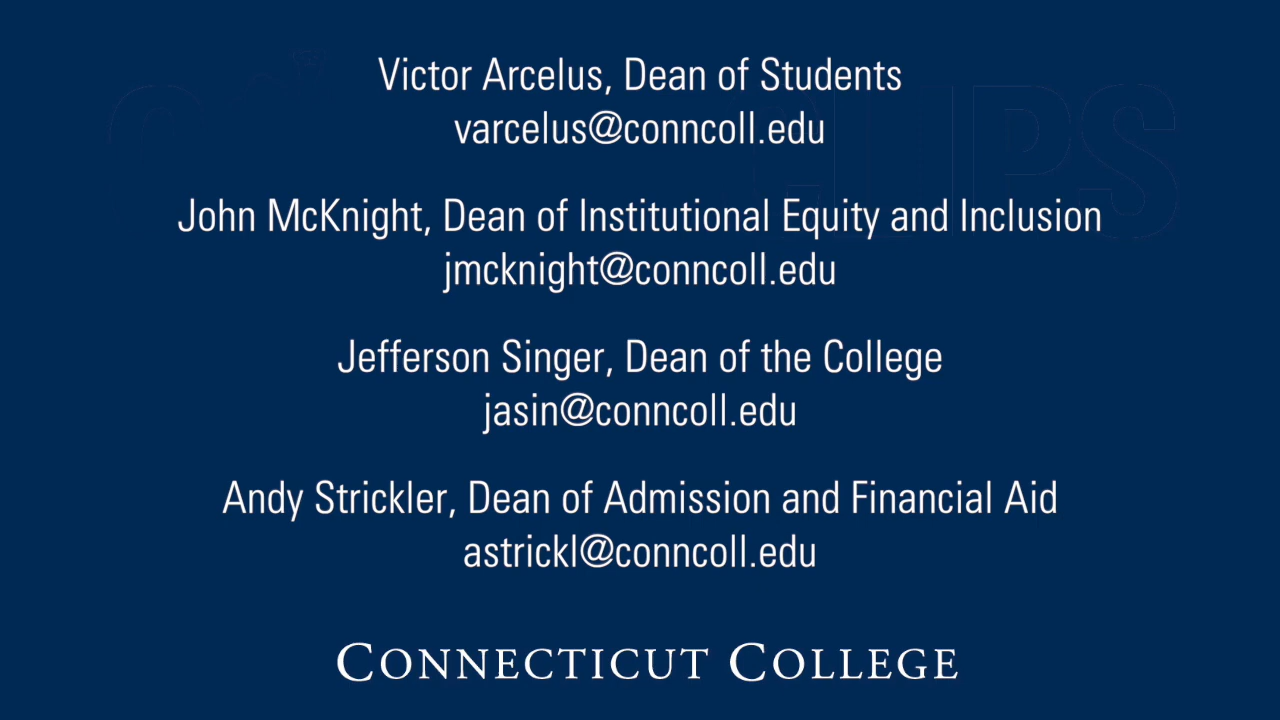 Victor Arcelus, Dean of Students
varcelus@conncoll.edu
John McKnight, Dean of Institutional Equity and Inclusion
jmcknight@conncoll.edu
Jefferson Singer, Dean of the College
jasin@conncoll.edu
Andy Strickler, Dean of Admission and Financial Aid
astrickl@conncoll.edu
CONNECTICUT COLLEGE